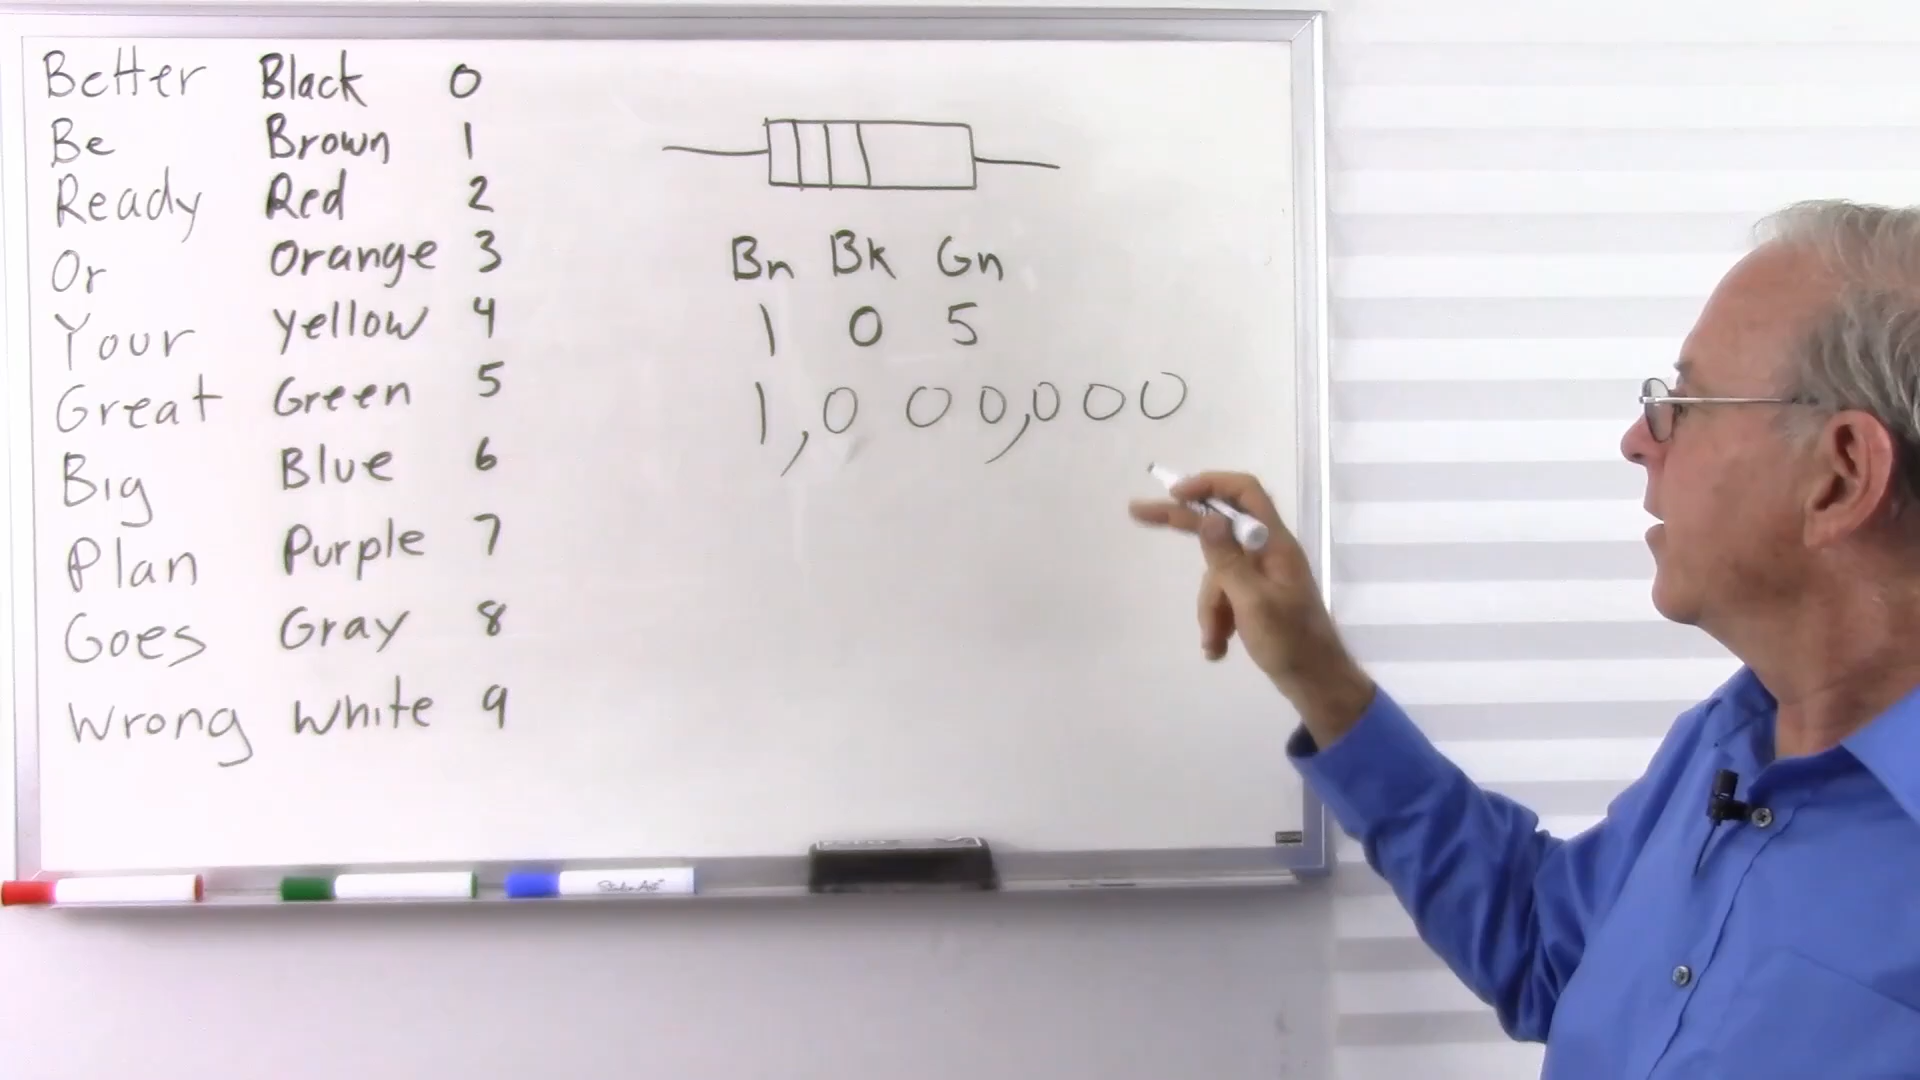 Better Black 0
Be Brown 1
Ready Red 2
Or Orange 3
Your Yellow 4
Great Green 5
Big Blue 6
Plan Purple 7
Goes Gray 8
Wrong White 9
Bn Bk Gn
1 0 5
1,000,000